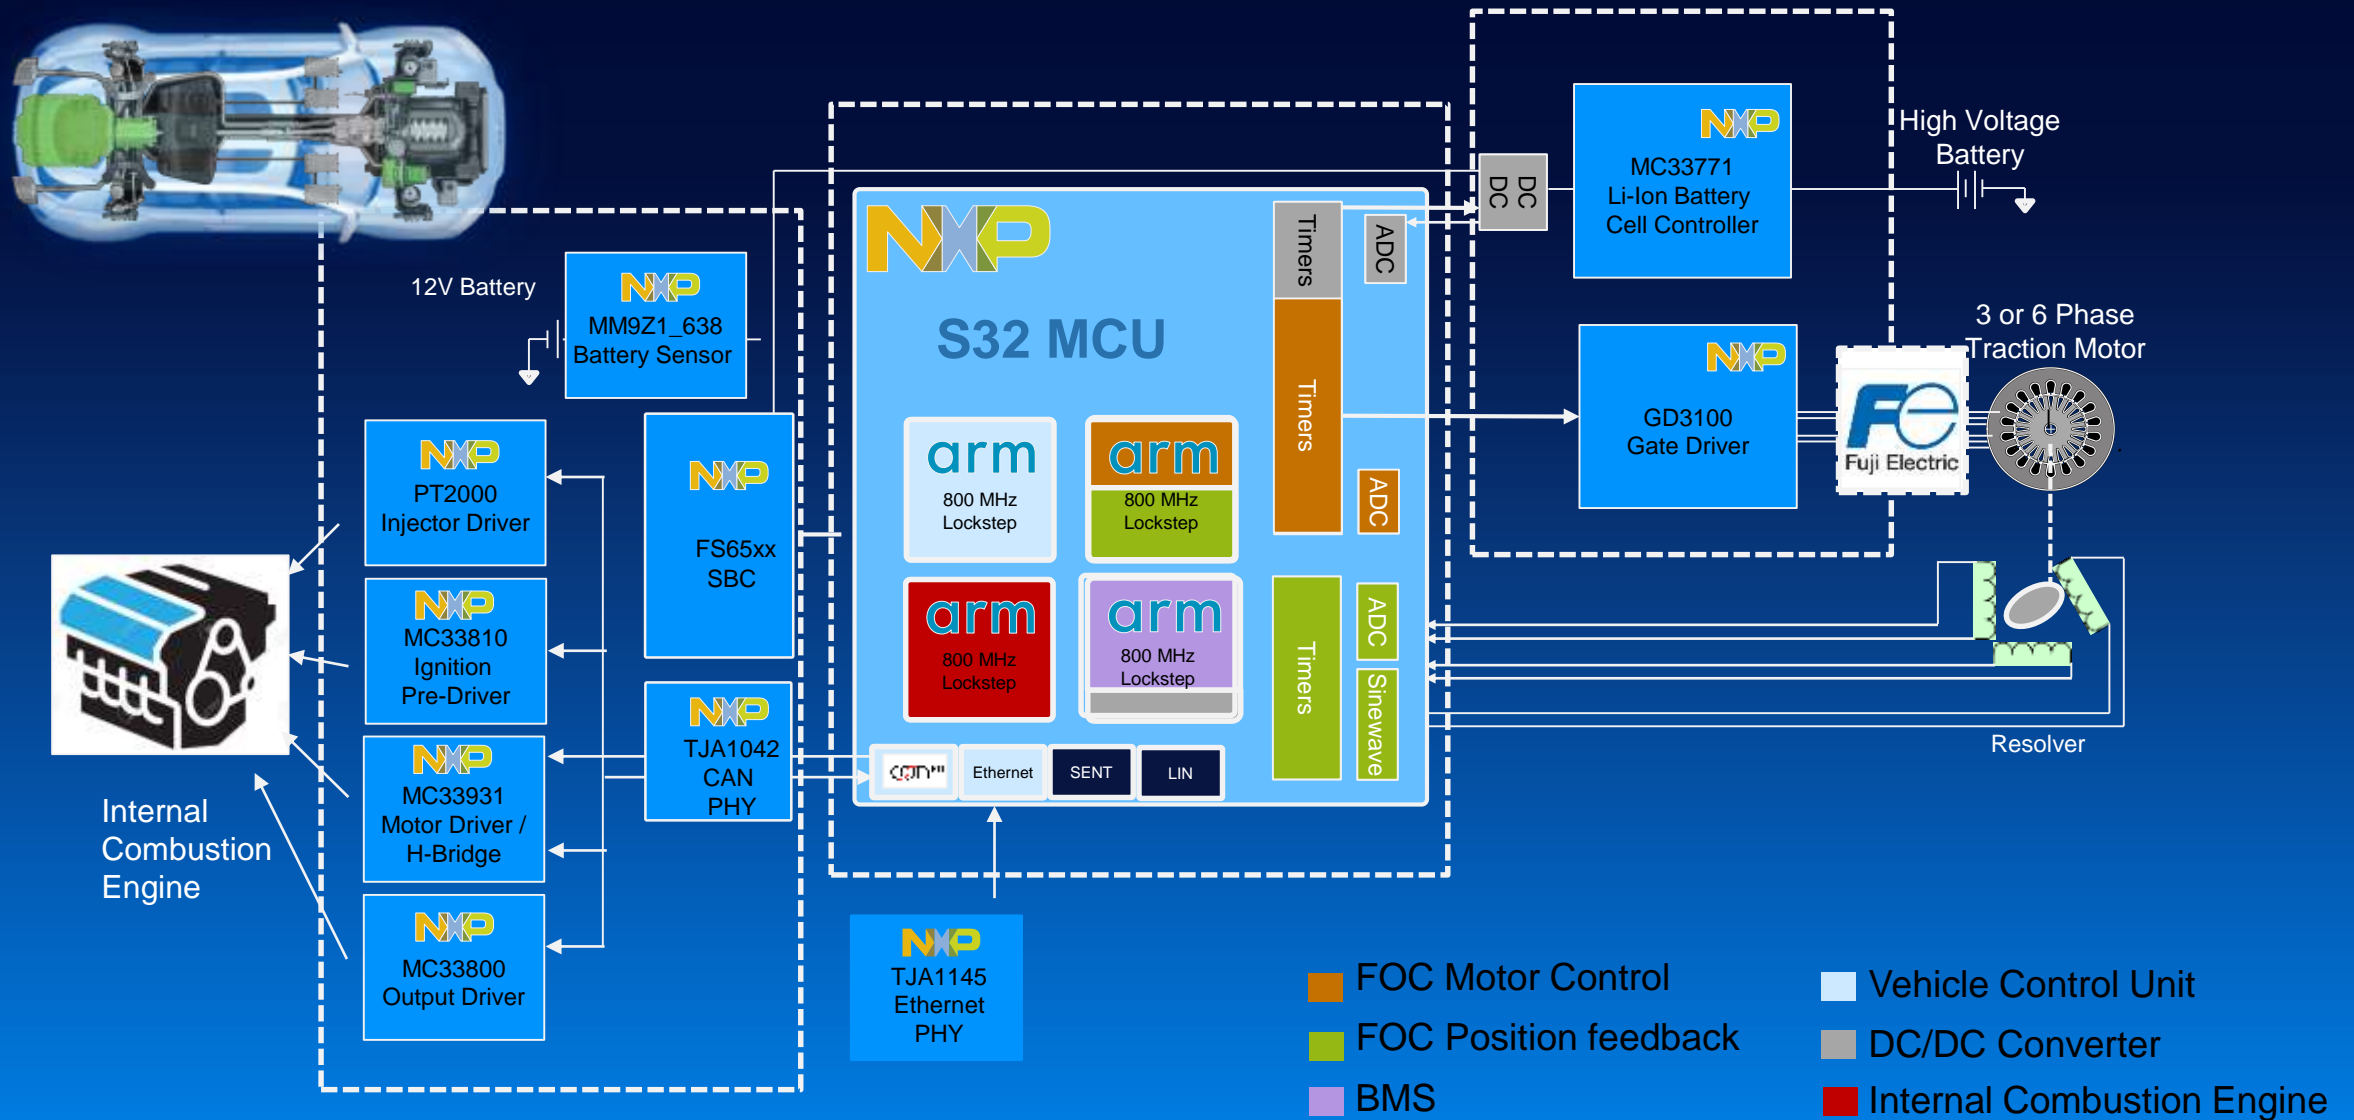 12V Battery
NXP
MM9Z1_638
Battery Sensor
NXP
PT2000
Injector Driver
NXP
MC33810
Ignition
Pre-Driver
NXP
MC33931
Motor Driver /
H-Bridge
NXP
MC33800
Output Driver
Internal
Combustion
Engine
NXP
FS65xx
SBC
NXP
TJA1042
CAN
PHY
NXP
S32 MCU
arm
800 MHz
Lockstep
arm
800 MHz
Lockstep
arm
800 MHz
Lockstep
arm
800 MHz
Lockstep
Timers
ADC
Timers
ADC
Timers
ADC
Sinewave
Ethernet
SENT
LIN
NXP
TJA1145
Ethernet
PHY
DC
DC
NXP
MC33771
Li-Ion Battery
Cell Controller
High Voltage
Battery
NXP
GD3100
Gate Driver
Fe
Fuji Electric
3 or 6 Phase
Traction Motor
Resolver
FOC Motor Control
FOC Position feedback
BMS
Vehicle Control Unit
DC/DC Converter
Internal Combustion Engine